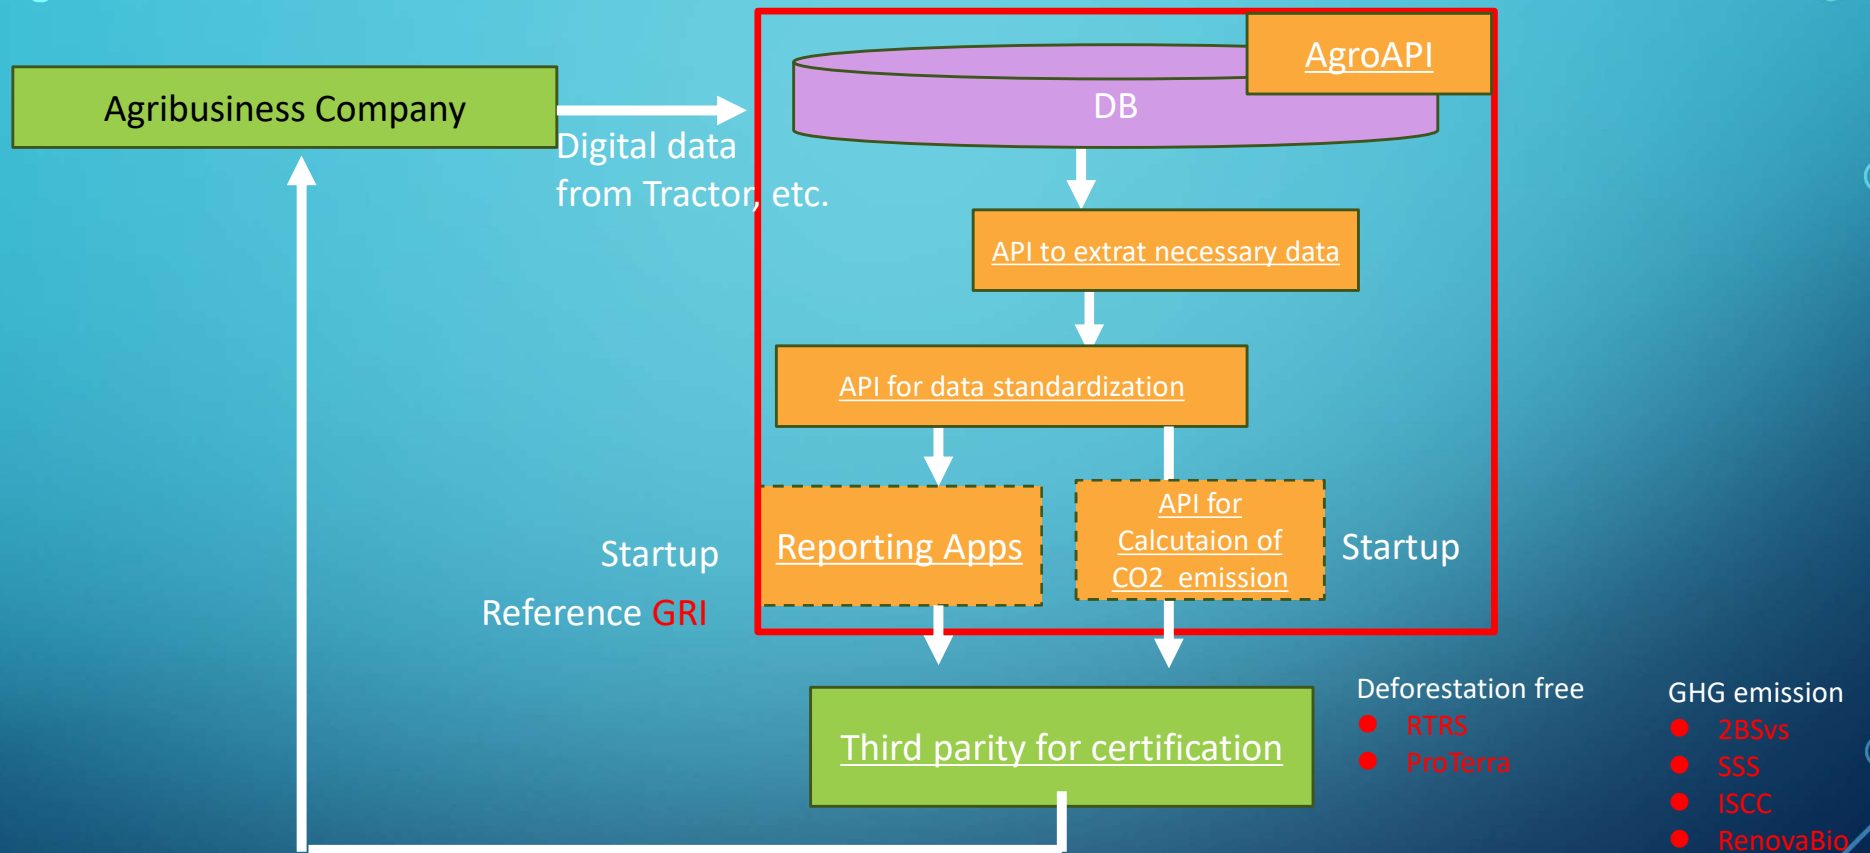 AgroAPI
Agribusiness Company
DB
Digital data
from Tractor, etc.
API to extrat necessary data
API for data standardization
Startup
Reference GRI
Reporting Apps
API for
Calcutaion of
CO2 emission
Startup
Third parity for certification
Deforestation free
● RTRS
● ProTerra
GHG emission
● 2BSvs
● SSS
● ISCC
● RenovaBio